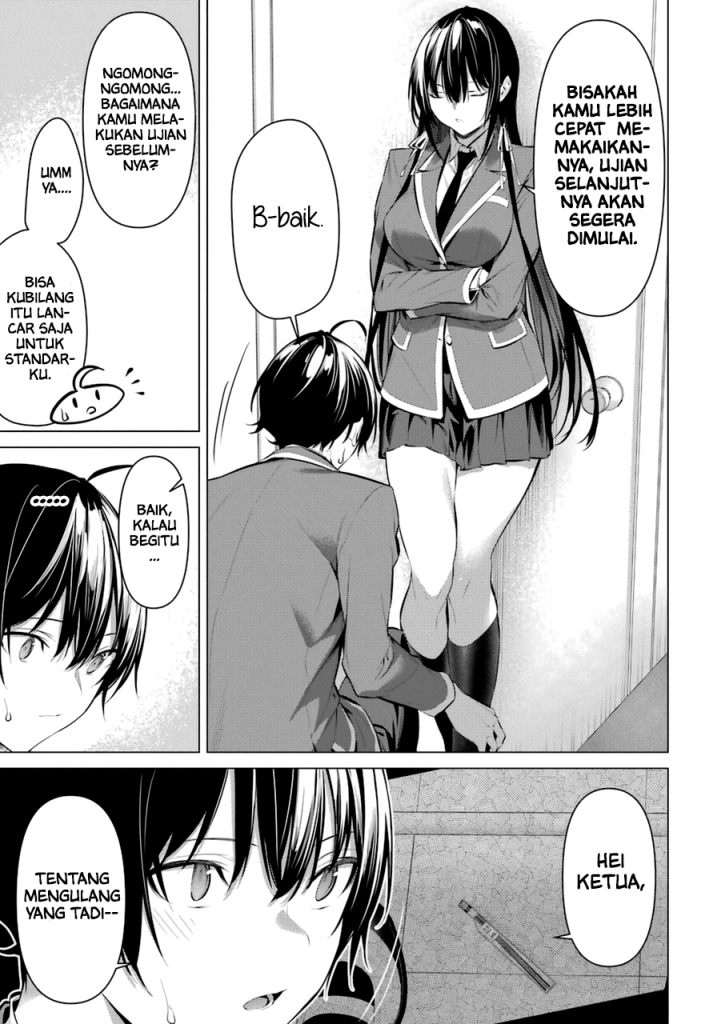 BISAKAH
KAMU LEBIH
CEPAT ME-
MAKAIKAN-
NYA, UJIAN
SELANJUT-
NYA AKAN
SEGERA
DIMULAI.
B-baik.
NGOMONG-
NGOMONG...
BAGAIMANA
KAMU MELA-
KUKAN UJIAN
SEBELUM-
NYA?
UMM
YA....
BISA
KUBILANG
ITU LAN-
CAR SAJA
UNTUK
STANDAR-
KU.
BAIK,
KALAU
BEGITU
...
HEI
KETUA,
TENTANG
MENGULANG
YANG TADI--